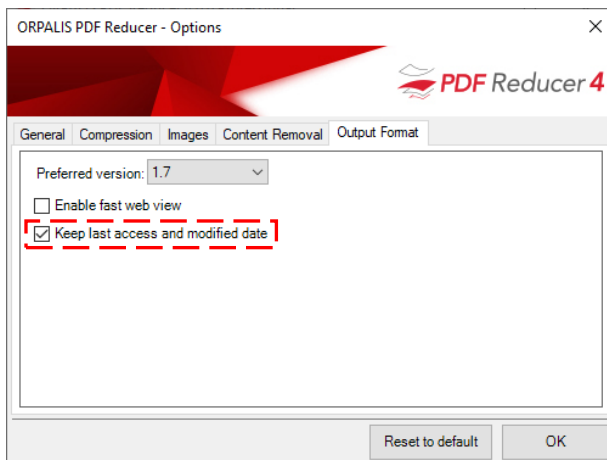 ORPALIS PDF Reducer - Options
PDF Reducer 4
General Compression Images Content Removal Output Format
Preferred version: 1.7
Enable fast web view
Keep last access and modified date
Reset to default OK